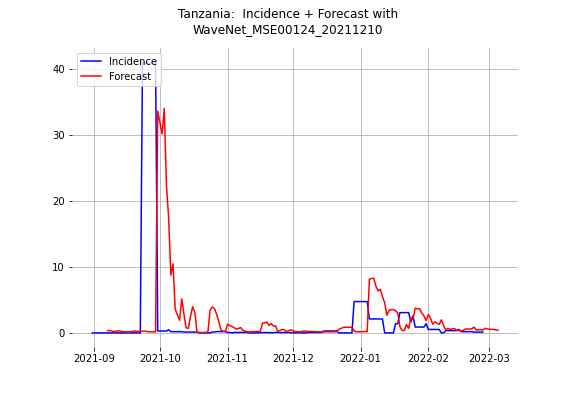 Tanzania:  Incidence + Forecast with
WaveNet_MSE00124_20211210
Incidence
Forecast
40
30
20
10
0
2021-09 2021-10 2021-11 2021-12 2022-01 2022-02 2022-03